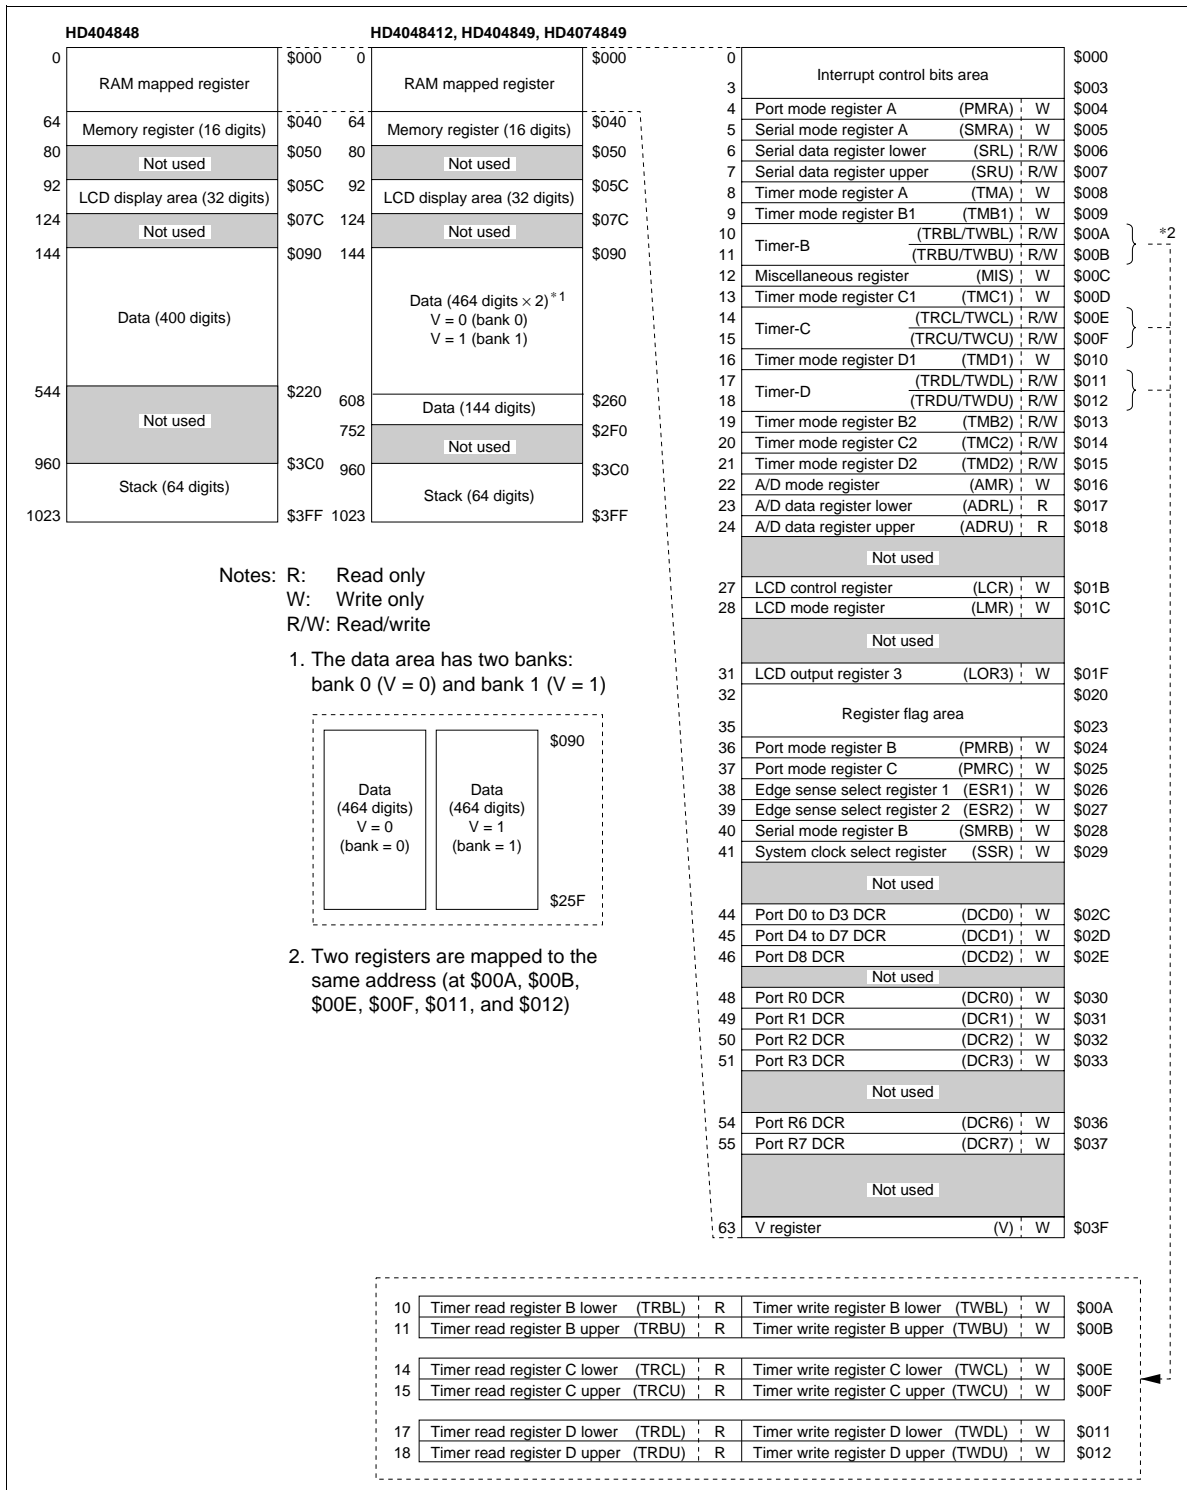 HD404848
0 $000
RAM mapped register
64 $040
Memory register (16 digits)
80 $050
Not used
92 $05C
LCD display area (32 digits)
124 $07C
Not used
144 $090
Data (400 digits)
544 $220
Not used
960 $3C0
Stack (64 digits)
1023 $3FF
HD4048412, HD404849, HD4074849
0 $000
RAM mapped register
64 $040
Memory register (16 digits)
80 $050
Not used
92 $05C
LCD display area (32 digits)
124 $07C
Not used
144 $090
Data (464 digits × 2)*1
V = 0 (bank 0)
V = 1 (bank 1)
608 $260
Data (144 digits)
752 $2F0
Not used
960 $3C0
Stack (64 digits)
1023 $3FF
0 $000
Interrupt control bits area
3 $003
4 Port mode register A (PMRA) W $004
5 Serial mode register A (SMRA) W $005
6 Serial data register lower (SRL) R/W $006
7 Serial data register upper (SRU) R/W $007
8 Timer mode register A (TMA) W $008
9 Timer mode register B1 (TMB1) W $009
10 (TRBL/TWBL) R/W $00A
Timer-B *2
11 (TRBU/TWBU) R/W $00B
12 Miscellaneous register (MIS) W $00C
13 Timer mode register C1 (TMC1) W $00D
14 (TRCL/TWCL) R/W $00E
Timer-C
15 (TRCU/TWCU) R/W $00F
16 Timer mode register D1 (TMD1) W $010
17 (TRDL/TWDL) R/W $011
Timer-D
18 (TRDU/TWDU) R/W $012
19 Timer mode register B2 (TMB2) R/W $013
20 Timer mode register C2 (TMC2) R/W $014
21 Timer mode register D2 (TMD2) R/W $015
22 A/D mode register (AMR) W $016
23 A/D data register lower (ADRL) R $017
24 A/D data register upper (ADRU) R $018
Not used
27 LCD control register (LCR) W $01B
28 LCD mode register (LMR) W $01C
Not used
31 LCD output register 3 (LOR3) W $01F
32 $020
Register flag area
35 $023
36 Port mode register B (PMRB) W $024
37 Port mode register C (PMRC) W $025
38 Edge sense select register 1 (ESR1) W $026
39 Edge sense select register 2 (ESR2) W $027
40 Serial mode register B (SMRB) W $028
41 System clock select register (SSR) W $029
Not used
44 Port D0 to D3 DCR (DCD0) W $02C
45 Port D4 to D7 DCR (DCD1) W $02D
46 Port D8 DCR (DCD2) W $02E
Not used
48 Port R0 DCR (DCR0) W $030
49 Port R1 DCR (DCR1) W $031
50 Port R2 DCR (DCR2) W $032
51 Port R3 DCR (DCR3) W $033
Not used
54 Port R6 DCR (DCR6) W $036
55 Port R7 DCR (DCR7) W $037
Not used
63 V register (V) W $03F
Notes: R: Read only
W: Write only
R/W: Read/write
1. The data area has two banks:
bank 0 (V = 0) and bank 1 (V = 1)
$090
Data (464 digits) V = 0 (bank = 0)
Data (464 digits) V = 1 (bank = 1)
$25F
2. Two registers are mapped to the
same address (at $00A, $00B,
$00E, $00F, $011, and $012)
10 Timer read register B lower (TRBL) R Timer write register B lower (TWBL) W $00A
11 Timer read register B upper (TRBU) R Timer write register B upper (TWBU) W $00B
14 Timer read register C lower (TRCL) R Timer write register C lower (TWCL) W $00E
15 Timer read register C upper (TRCU) R Timer write register C upper (TWCU) W $00F
17 Timer read register D lower (TRDL) R Timer write register D lower (TWDL) W $011
18 Timer read register D upper (TRDU) R Timer write register D upper (TWDU) W $012